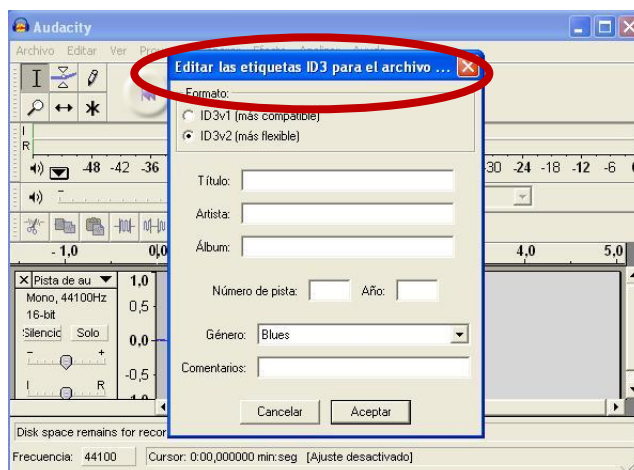 Audacity
Archivo Editar Ver
Editar las etiquetas ID3 para el archivo ...
Formato:
ID3v1 (más compatible)
ID3v2 (más flexible)
I
R
-48 -42 -36
-30 -24 -18 -12 -6
Título:
Artista:
Álbum:
- 1,0
0,0
4,0
5,0
Número de pista:
Año:
Género: Blues
Comentarios:
Cancelar
Aceptar
Pista de au
Mono, 44100Hz
16-bit
Silencic
Solo
- +
I R
1,0
0,5
0,0
-0,5
Disk space remains for recor
Frecuencia: 44100
Cursor: 0:00,000000 min:seg [Ajuste desactivado]